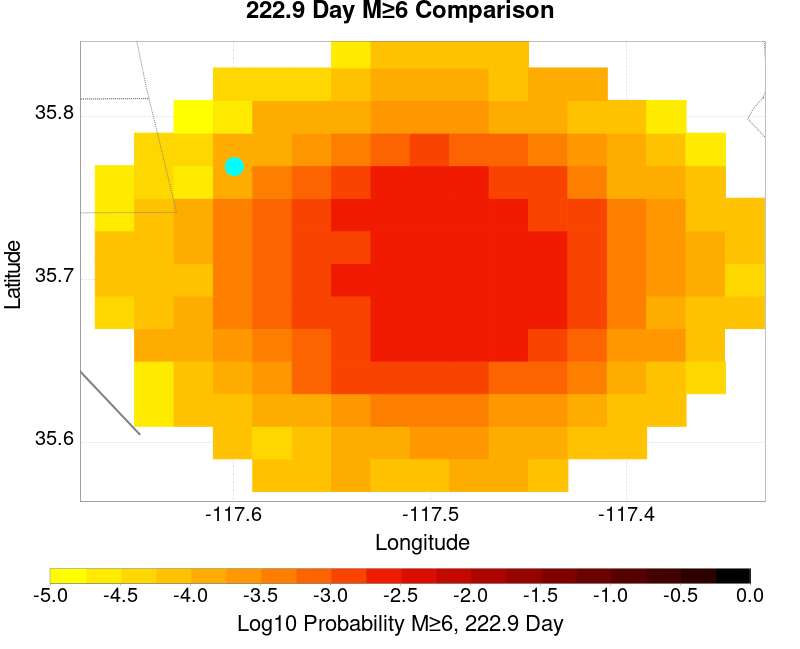 222.9 Day M≥6 Comparison
35.8
35.7
35.6
Latitude
-117.6 -117.5 -117.4
Longitude
-5.0 -4.5 -4.0 -3.5 -3.0 -2.5 -2.0 -1.5 -1.0 -0.5 0.0
Log10 Probability M≥6, 222.9 Day